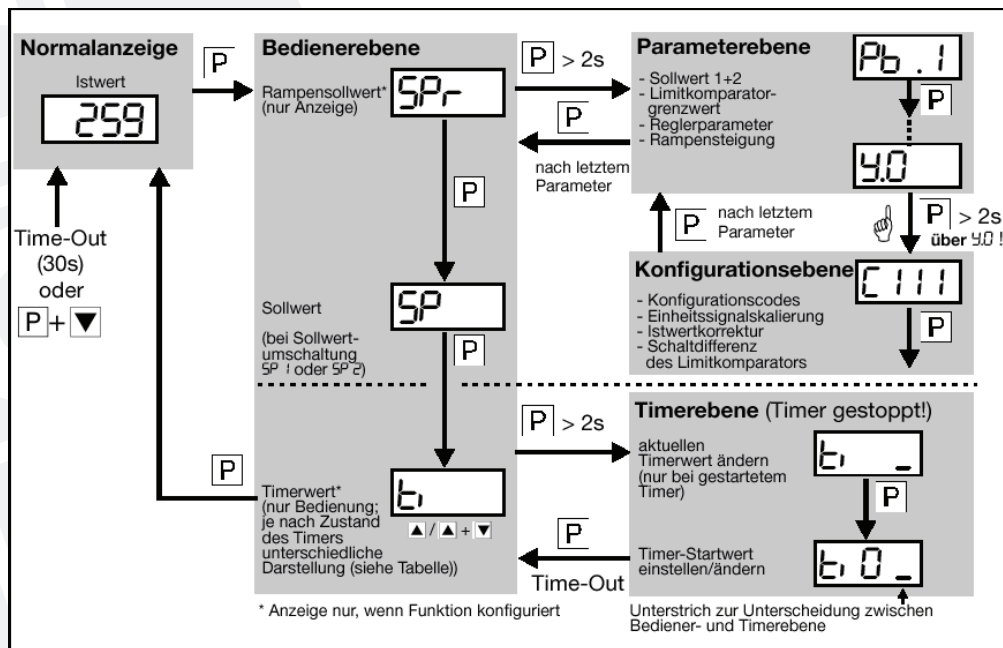 Normalanzeige
Istwert
259
P
Time-Out
(30s)
oder
P + ▼
Bedienerebene
Rampensollwert*
(nur Anzeige)
SPr
P
Sollwert
(bei Sollwert-
umschaltung
SP 1 oder SP 2)
SP
P
Timerwert*
(nur Bedienung;
je nach Zustand
des Timers
unterschiedliche
Darstellung (siehe Tabelle))
ti
▲ / ▲ + ▼
P
* Anzeige nur, wenn Funktion konfiguriert
P > 2s
P
nach letztem
Parameter
Parameterebene
- Sollwert 1+2
- Limitkomparator-
grenzwert
- Reglerparameter
- Rampensteigung
Pb .1
P
y.0
P > 2s
über y.0 !
P nach letztem
Parameter
Konfigurationsebene
- Konfigurationscodes
- Einheitssignalskalierung
- Istwertkorrektur
- Schaltdifferenz
des Limitkomparators
C111
P
P > 2s
P
Time-Out
Timerebene (Timer gestoppt!)
aktuellen
Timerwert ändern
(nur bei gestartetem
Timer)
ti _
P
Timer-Startwert
einstellen/ändern
ti 0 _
Unterstrich zur Unterscheidung zwischen
Bediener- und Timerebene